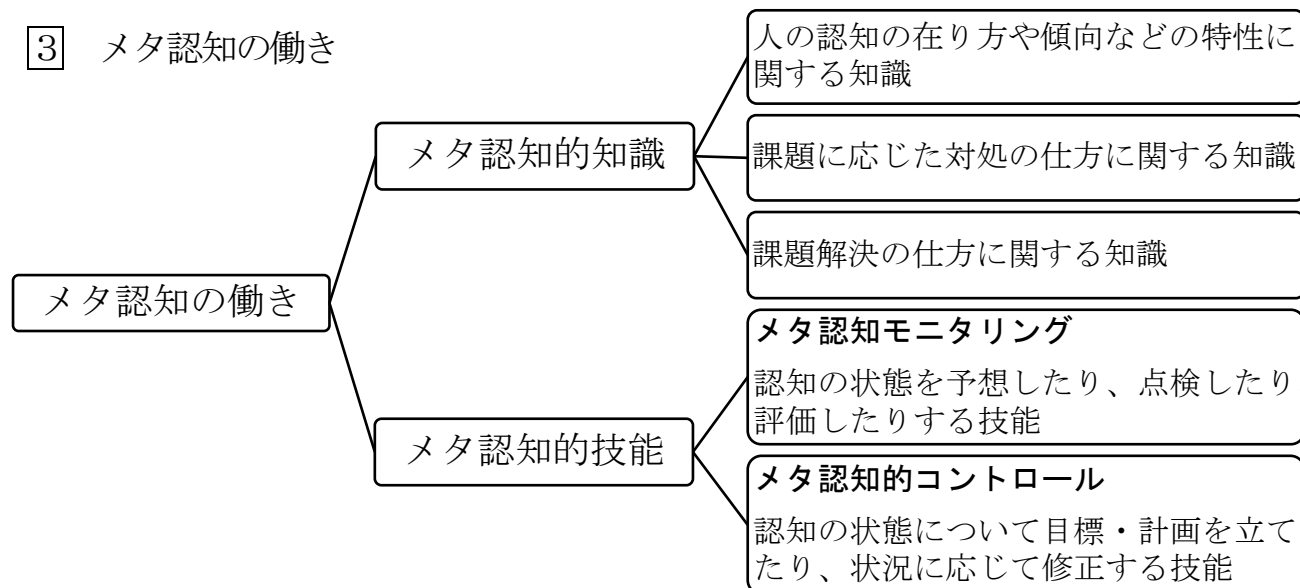 3 メタ認知の働き
人の認知の在り方や傾向などの特性に
関する知識
メタ認知的知識
課題に応じた対処の仕方に関する知識
課題解決の仕方に関する知識
メタ認知の働き
メタ認知モニタリング
認知の状態を予想したり、点検したり
評価したりする技能
メタ認知的技能
メタ認知的コントロール
認知の状態について目標・計画を立て
たり、状況に応じて修正する技能